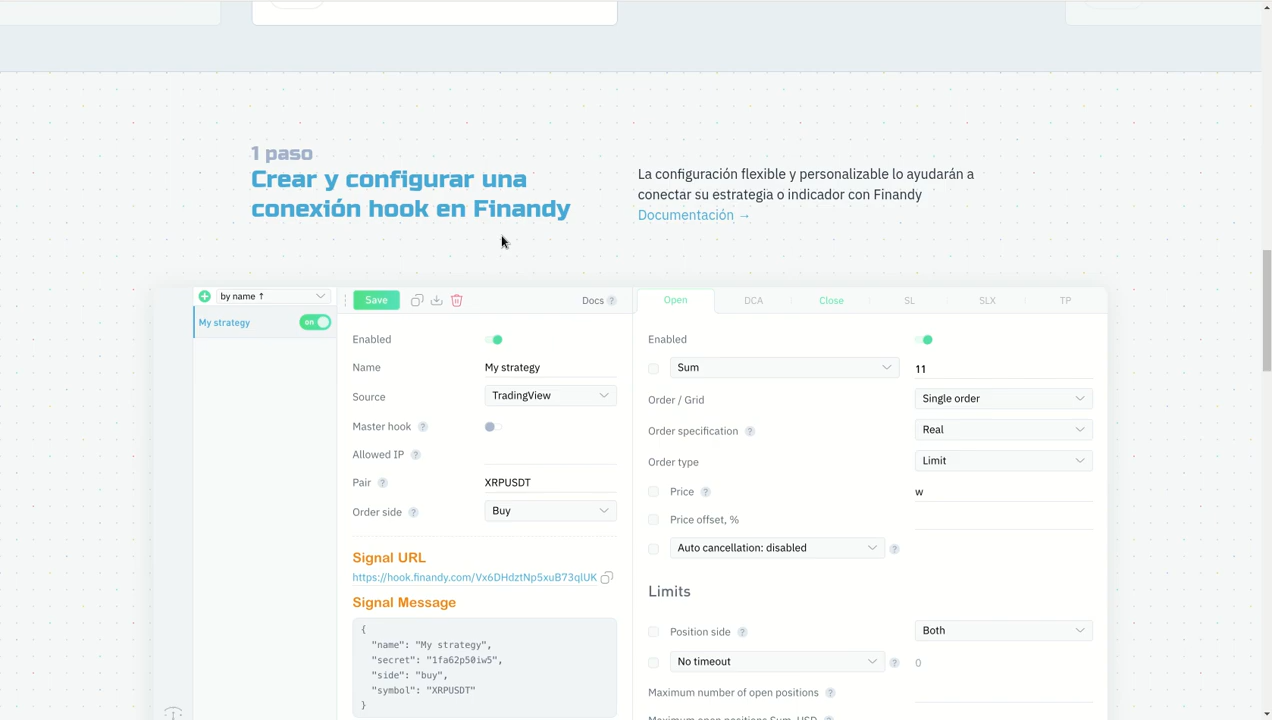 1 paso
Crear y configurar una
conexión hook en Finandy
La configuración flexible y personalizable lo ayudarán a
conectar su estrategia o indicador con Finandy
Documentación →
by name ↑
My strategy
on
Save
Docs ?
Enabled
Name
My strategy
Source
TradingView
Master hook ?
Allowed IP ?
Pair ?
XRPUSDT
Order side ?
Buy
Signal URL
https://hook.finandy.com/Vx6DHdztNp5xuB73qlUK
Signal Message
{
"name": "My strategy",
"secret": "1fa62p50iw5",
"side": "buy",
"symbol": "XRPUSDT"
}
Open
DCA
Close
SL
SLX
TP
Enabled
Sum
11
Order / Grid
Single order
Order specification ?
Real
Order type
Limit
Price ?
w
Price offset, %
Auto cancellation: disabled
?
Limits
Position side ?
Both
No timeout
?
0
Maximum number of open positions ?
Maximum open positions Sum, USD ?